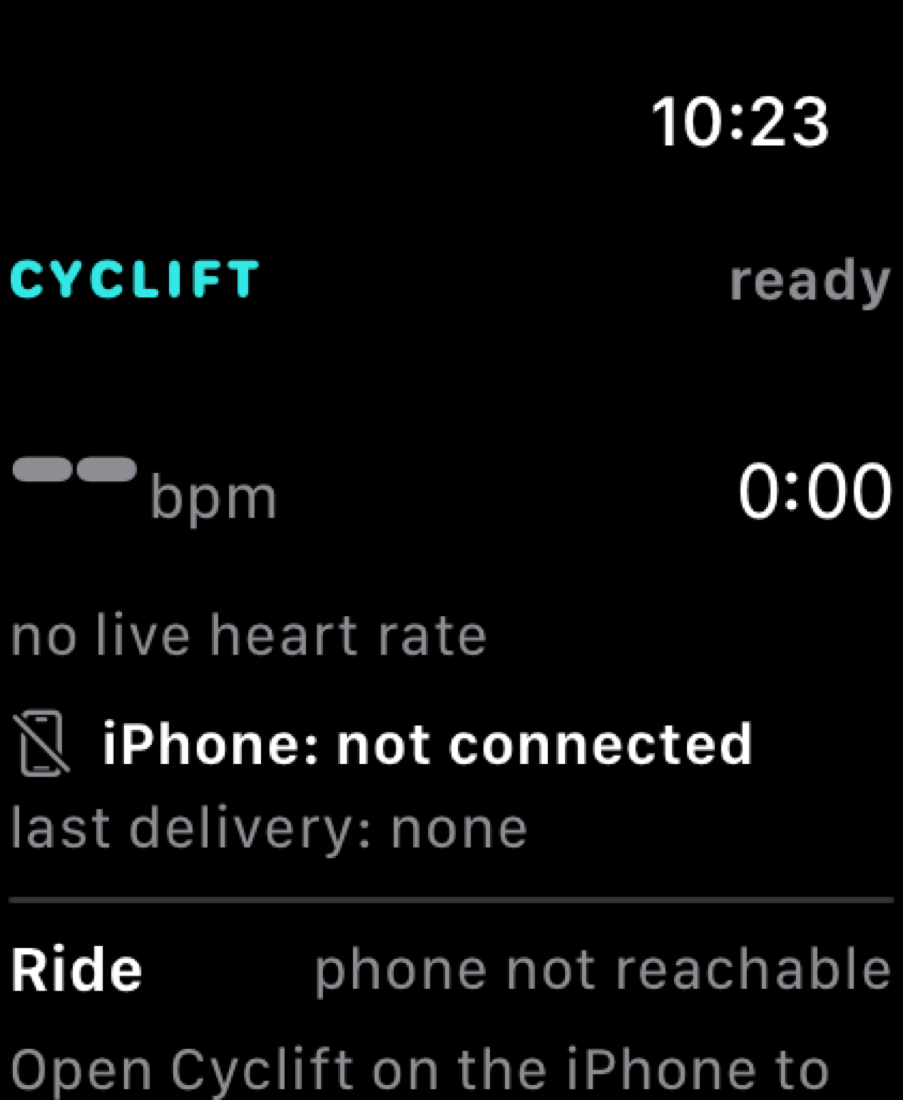 10:23
CYCLIFT ready
-- bpm 0:00
no live heart rate
iPhone: not connected
last delivery: none
Ride phone not reachable
Open Cyclift on the iPhone to